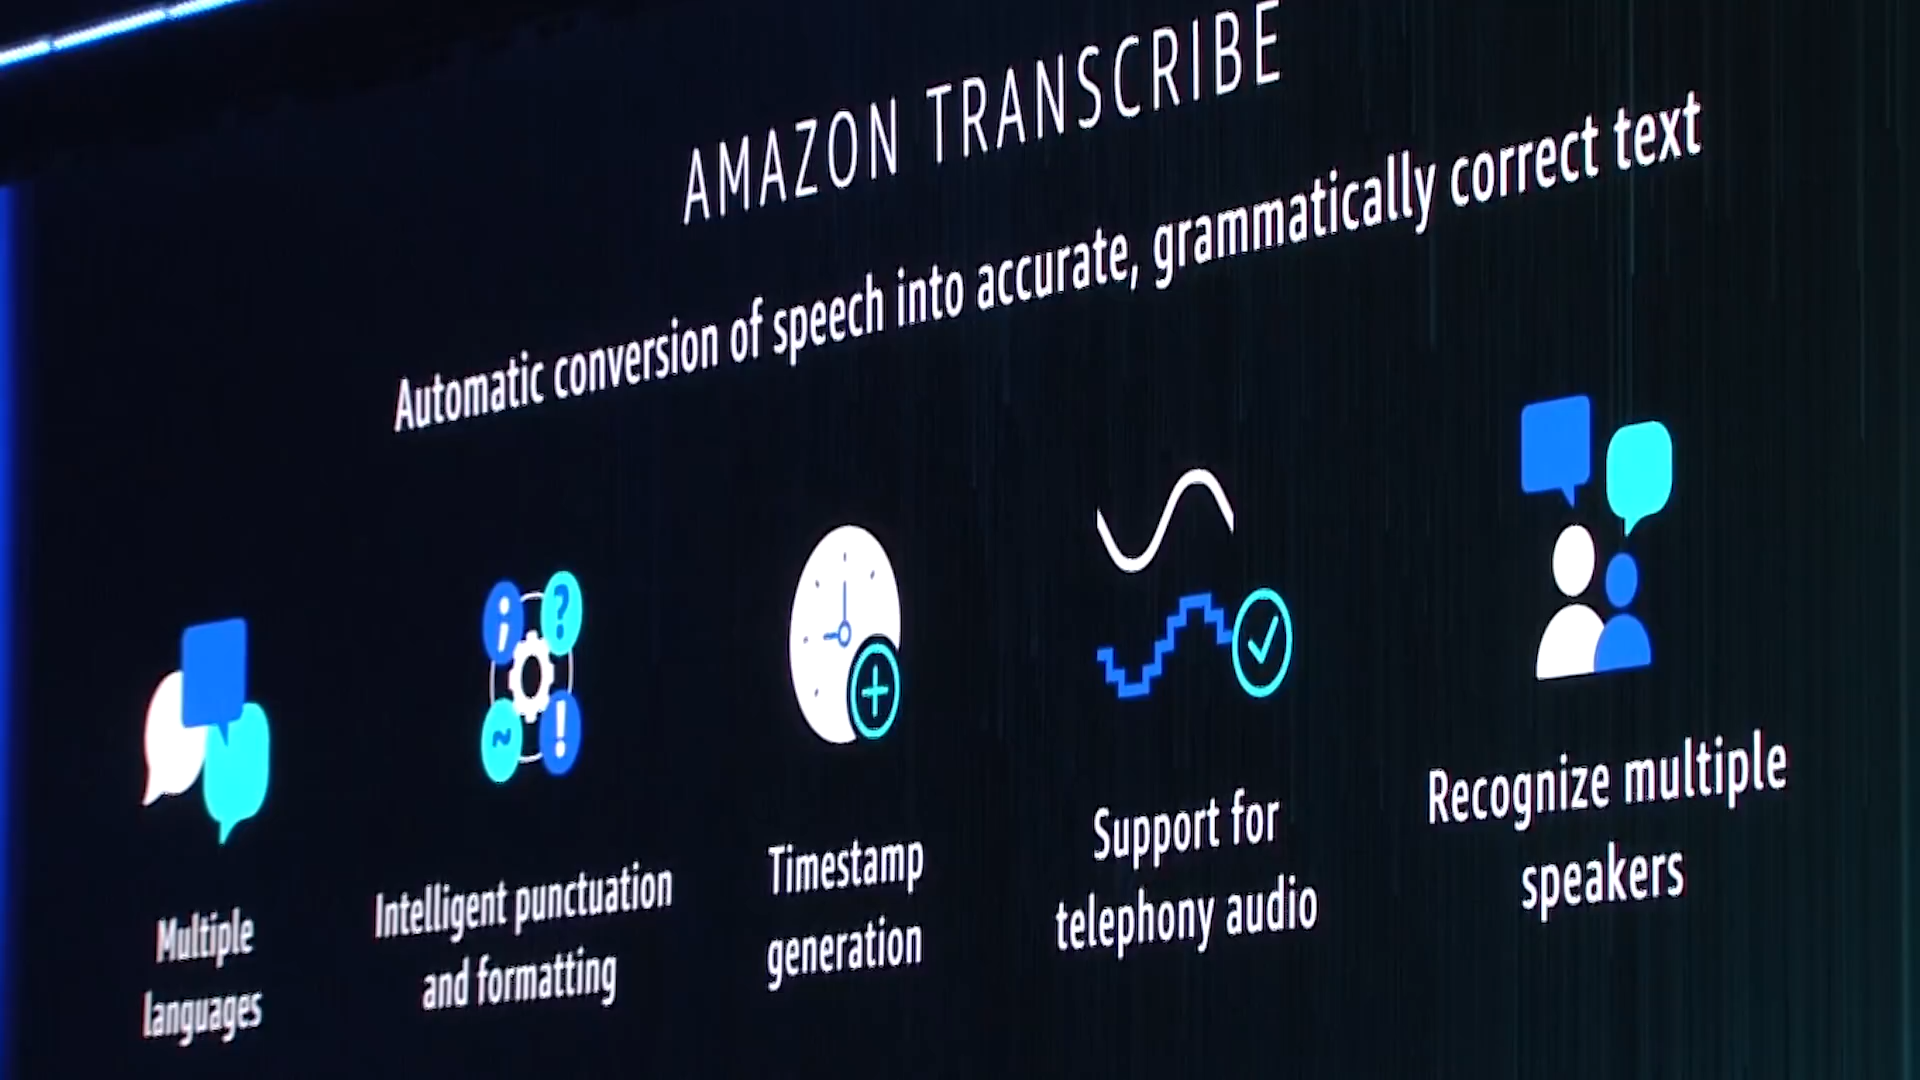 AMAZON TRANSCRIBE
Automatic conversion of speech into accurate, grammatically correct text
i ?
~ !
Multiple
languages
Intelligent punctuation
and formatting
Timestamp
generation
Support for
telephony audio
Recognize multiple
speakers